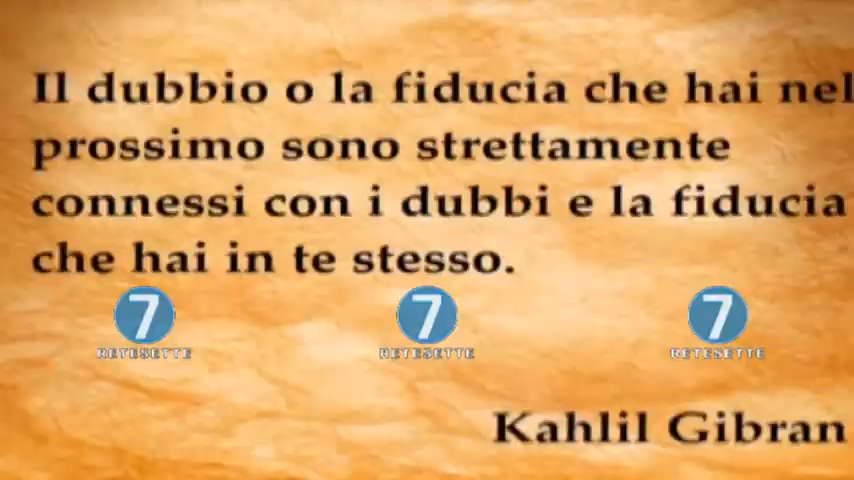 Il dubbio o la fiducia che hai nel
prossimo sono strettamente
connessi con i dubbi e la fiducia
che hai in te stesso.
7 7 7
RETESETTE RETESETTE RETESETTE
Kahlil Gibran